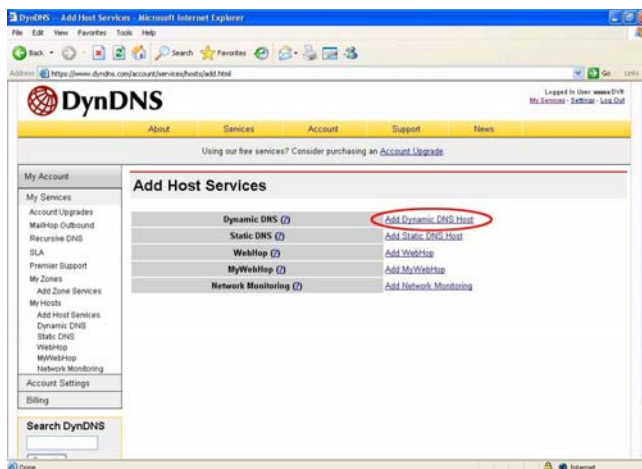 DynDNS -- Add Host Services - Microsoft Internet Explorer
File Edit View Favorites Tools Help
Back Search Favorites
Address https://www.dyndns.com/account/services/hosts/add.html Go Links
DynDNS
Logged In User: DVR
My Services - Settings - Log Out
About Services Account Support News
Using our free services? Consider purchasing an Account Upgrade.
My Account
My Services
Account Upgrades
MailHop Outbound
Recursive DNS
SLA
Premier Support
My Zones
Add Zone Services
My Hosts
Add Host Services
Dynamic DNS
Static DNS
WebHop
MyWebHop
Network Monitoring
Account Settings
Billing
Search DynDNS
Add Host Services
Dynamic DNS (?) Add Dynamic DNS Host
Static DNS (?) Add Static DNS Host
WebHop (?) Add WebHop
MyWebHop (?) Add MyWebHop
Network Monitoring (?) Add Network Monitoring
Done Internet